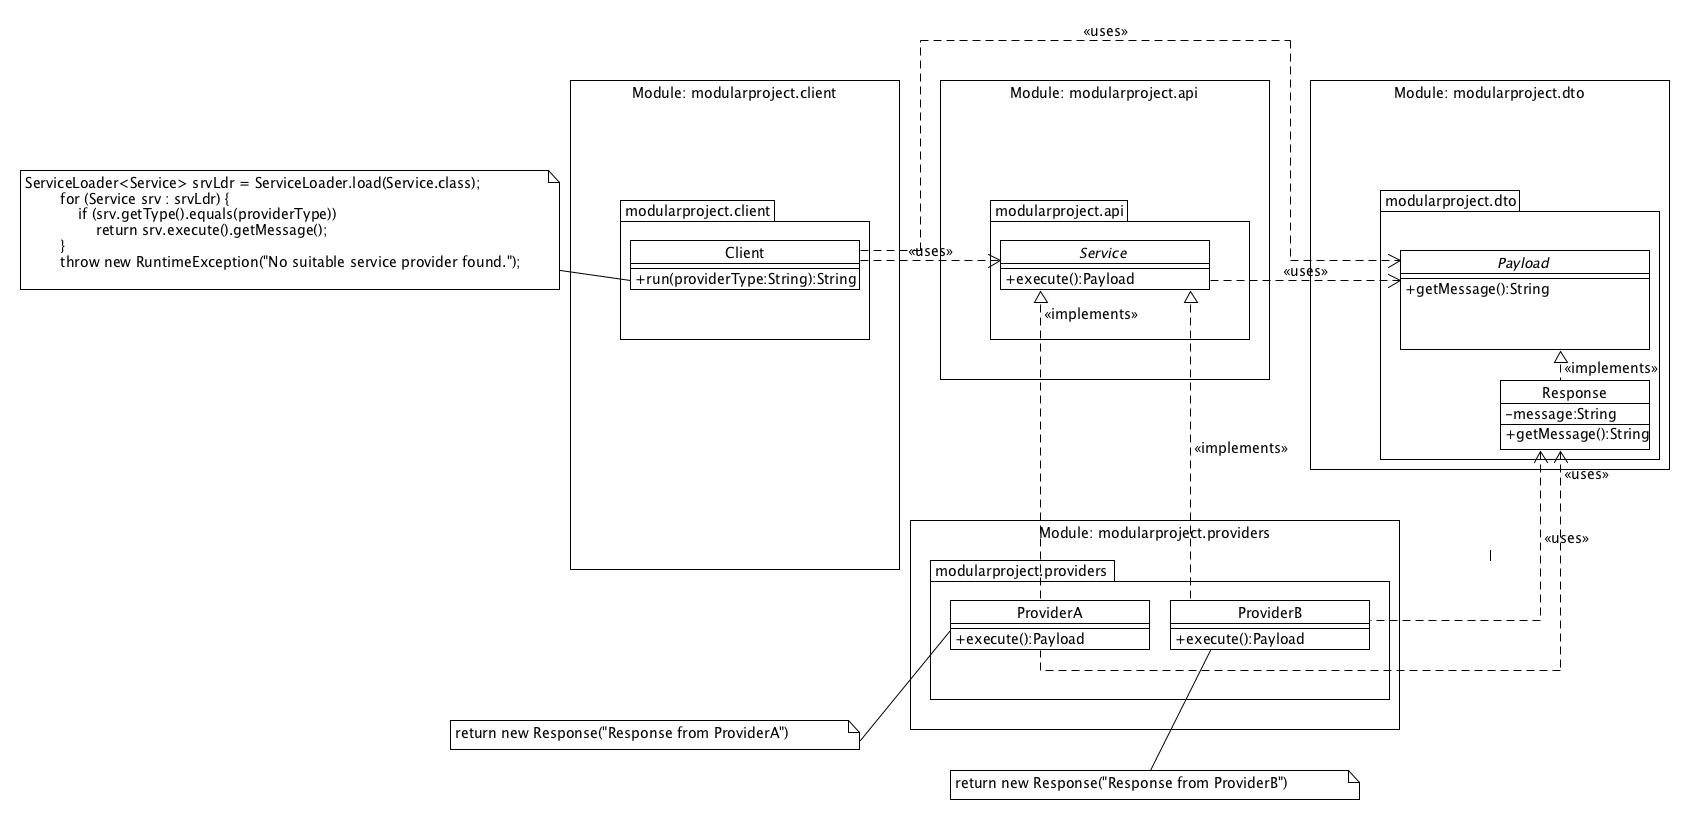 «uses»
Module: modularproject.client
Module: modularproject.api
Module: modularproject.dto
ServiceLoader<Service> srvLdr = ServiceLoader.load(Service.class);
for (Service srv : srvLdr) {
if (srv.getType().equals(providerType))
return srv.execute().getMessage();
}
throw new RuntimeException("No suitable service provider found.");
modularproject.client
Client
+run(providerType:String):String
«uses»
modularproject.api
Service
+execute():Payload
«uses»
modularproject.dto
Payload
+getMessage():String
«implements»
«implements»
Response
-message:String
+getMessage():String
«implements»
«uses»
«uses»
Module: modularproject.providers
modularproject.providers
ProviderA
+execute():Payload
ProviderB
+execute():Payload
return new Response("Response from ProviderA")
return new Response("Response from ProviderB")